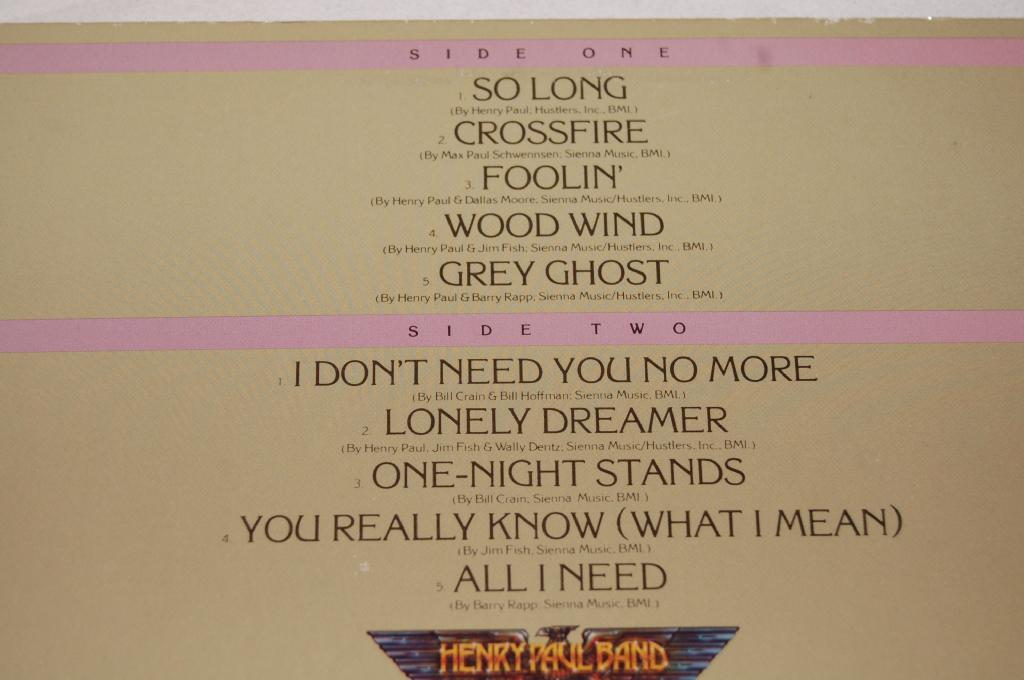 SIDE ONE
1. SO LONG
(By Henry Paul; Hustlers, Inc., BMI.)
2. CROSSFIRE
(By Max Paul Schwennsen; Sienna Music, BMI.)
3. FOOLIN'
(By Henry Paul & Dallas Moore; Sienna Music/Hustlers, Inc., BMI.)
4. WOOD WIND
(By Henry Paul & Jim Fish; Sienna Music/Hustlers, Inc., BMI.)
5. GREY GHOST
(By Henry Paul & Barry Rapp; Sienna Music/Hustlers, Inc., BMI.)
SIDE TWO
1. I DON'T NEED YOU NO MORE
(By Bill Crain & Bill Hoffman; Sienna Music, BMI.)
2. LONELY DREAMER
(By Henry Paul, Jim Fish & Wally Dentz; Sienna Music/Hustlers, Inc., BMI.)
3. ONE-NIGHT STANDS
(By Bill Crain; Sienna Music, BMI.)
4. YOU REALLY KNOW (WHAT I MEAN)
(By Jim Fish, Sienna Music, BMI.)
5. ALL I NEED
(By Barry Rapp; Sienna Music, BMI.)
HENRY PAUL BAND